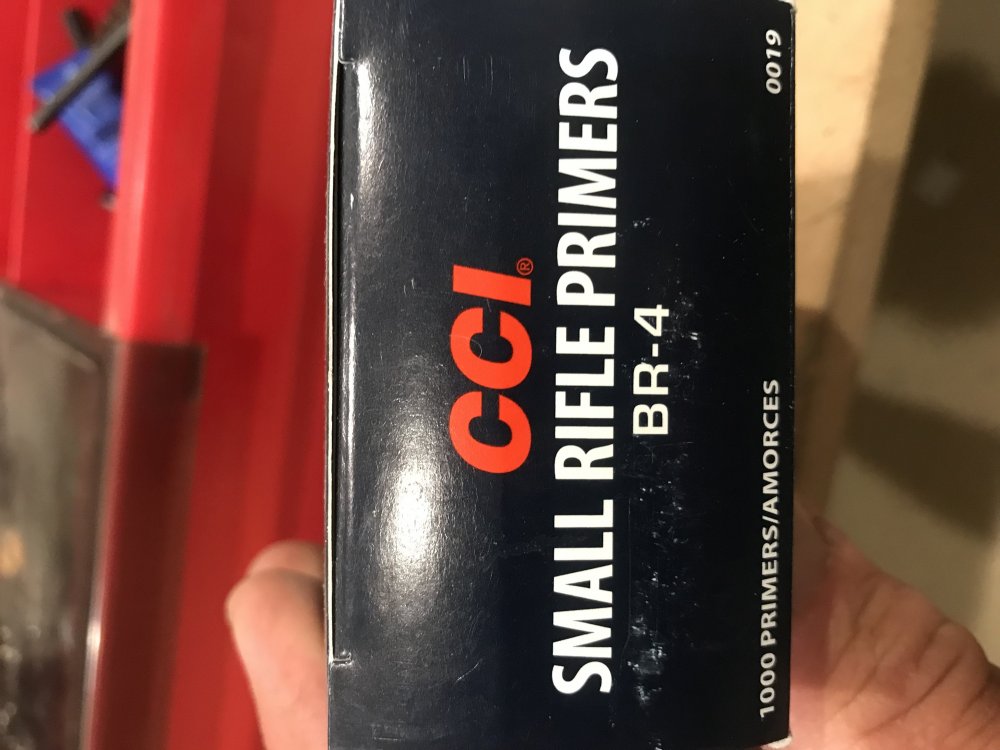 CCI®
SMALL RIFLE PRIMERS
BR-4
1000 PRIMERS/AMORCES 0019